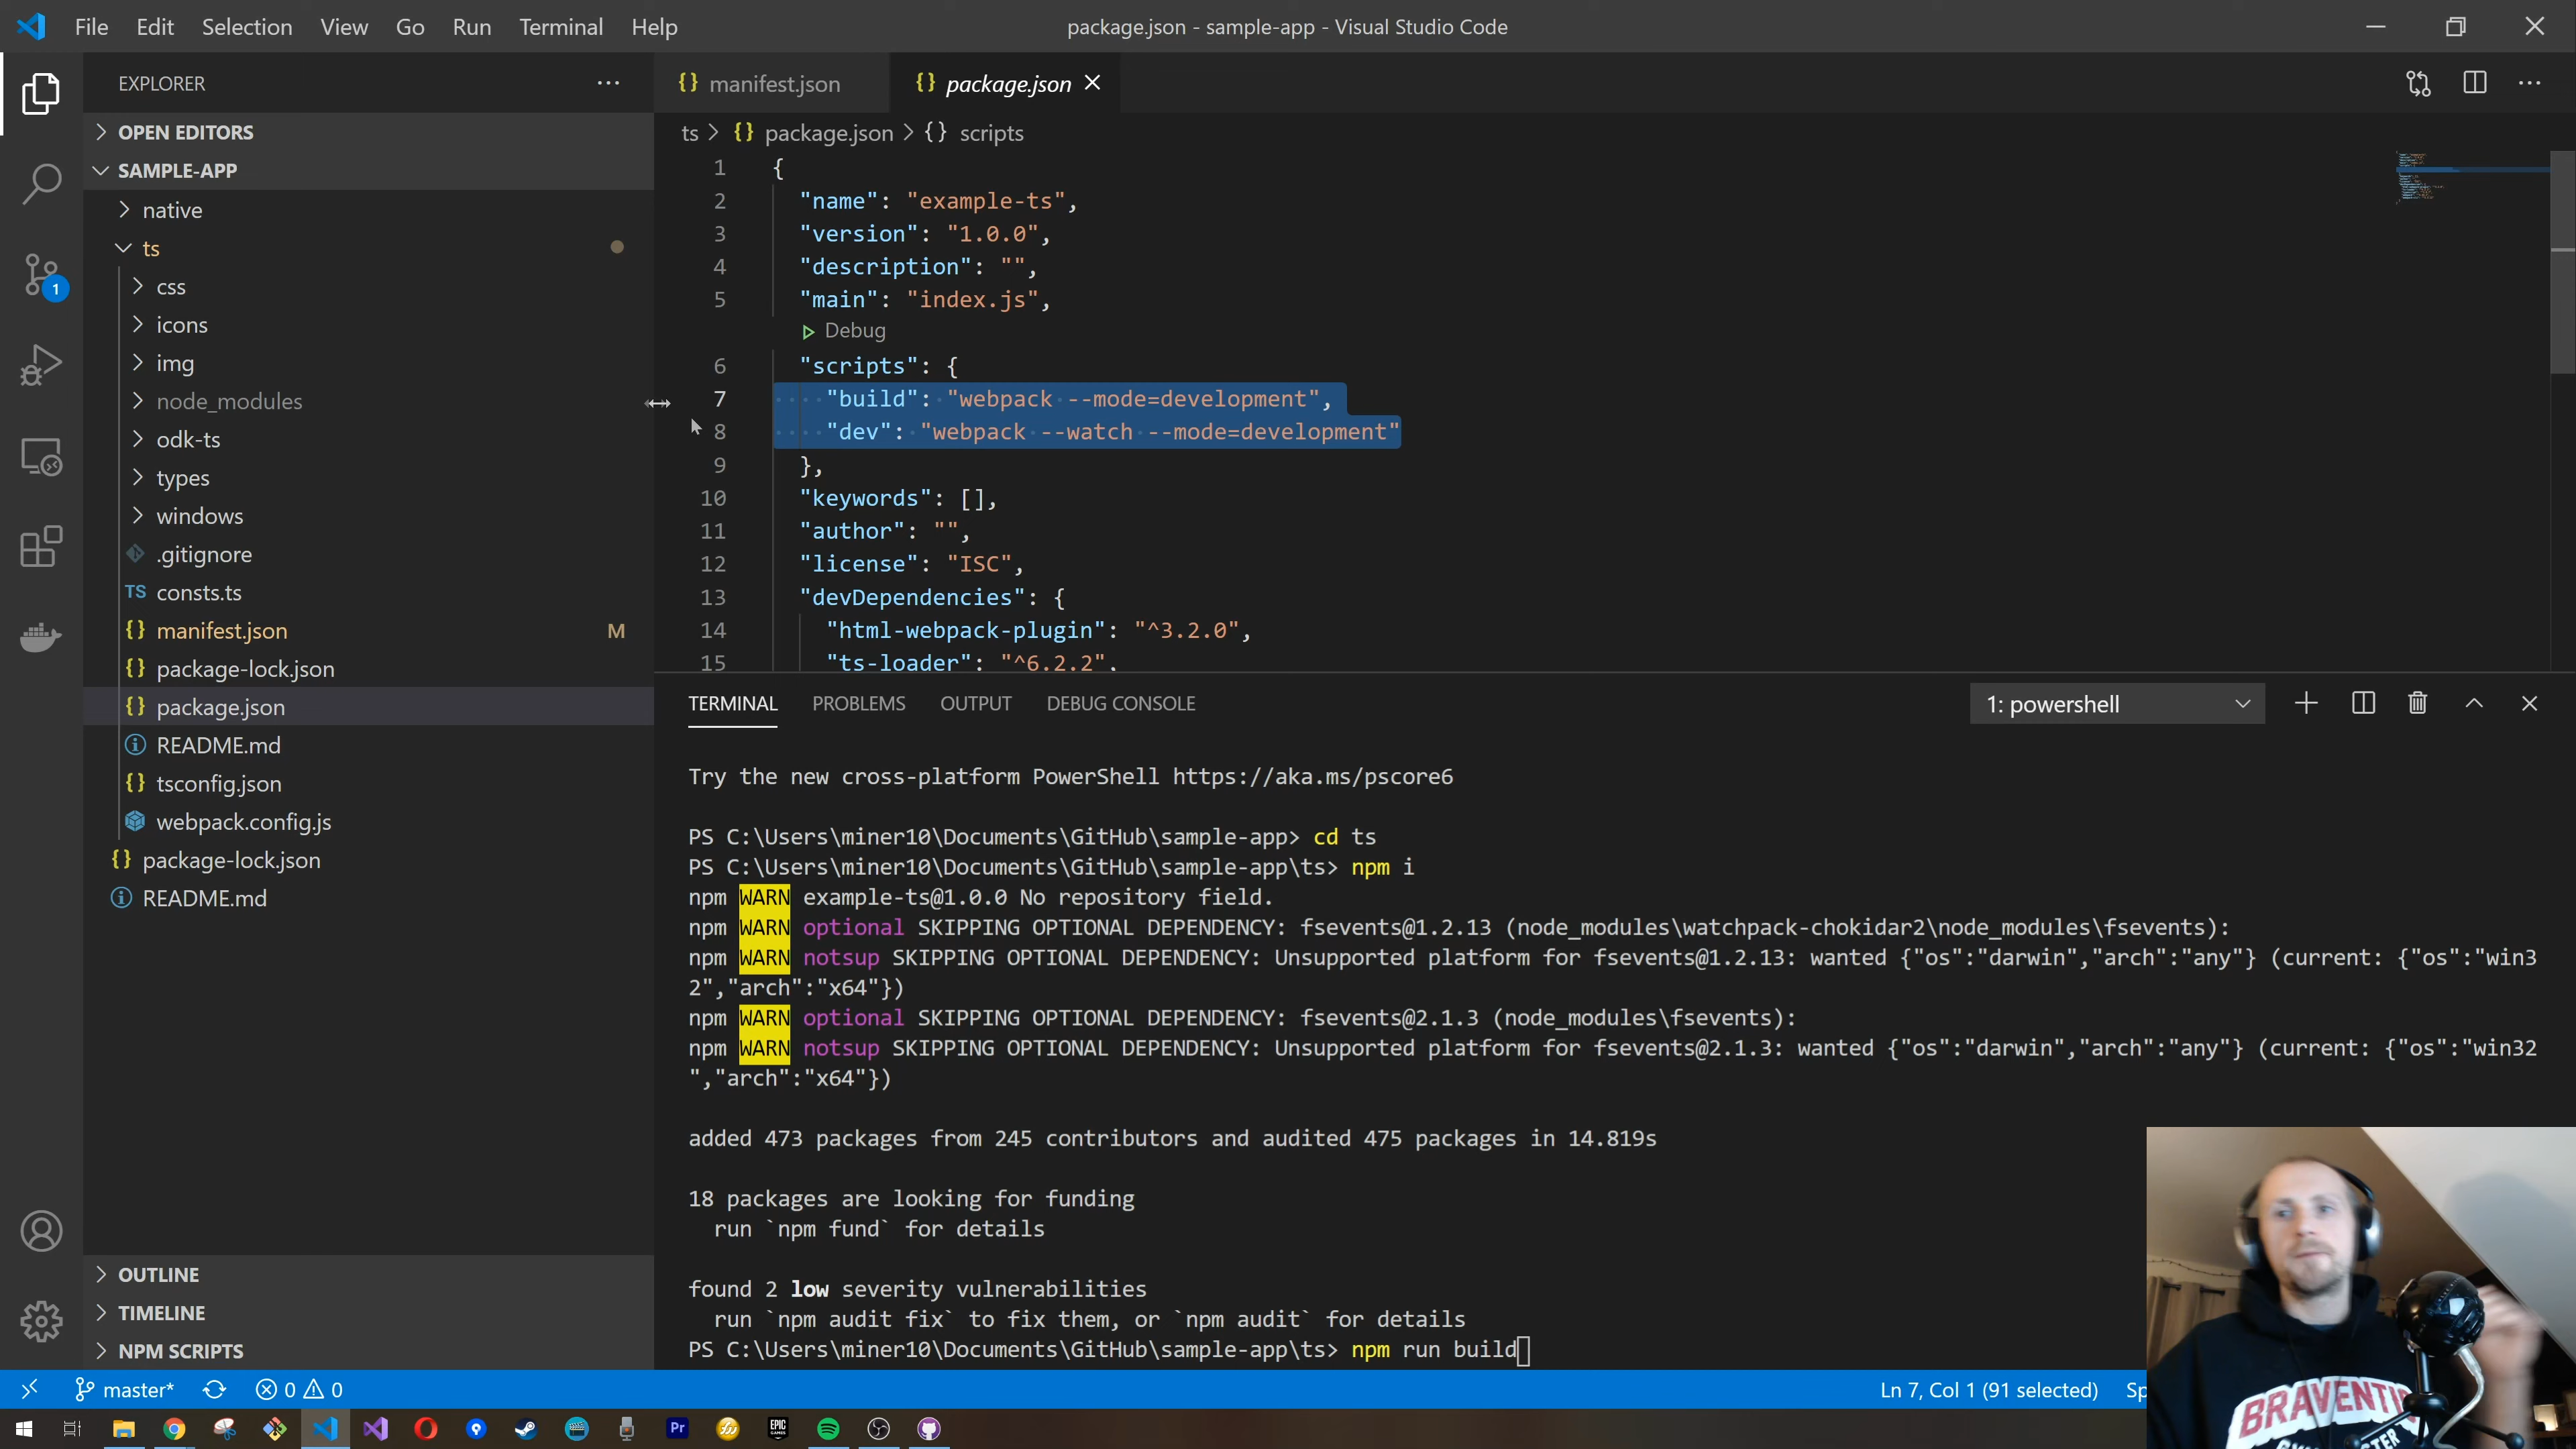 File Edit Selection View Go Run Terminal Help
package.json - sample-app - Visual Studio Code
EXPLORER
OPEN EDITORS
SAMPLE-APP
native
ts
css
icons
img
node_modules
odk-ts
types
windows
.gitignore
TS consts.ts
{} manifest.json M
{} package-lock.json
{} package.json
README.md
{} tsconfig.json
webpack.config.js
{} package-lock.json
README.md
OUTLINE
TIMELINE
NPM SCRIPTS
1
{} manifest.json
{} package.json
ts > {} package.json > {} scripts
1 {
2 "name": "example-ts",
3 "version": "1.0.0",
4 "description": "",
5 "main": "index.js",
Debug
6 "scripts": {
7 "build": "webpack --mode=development",
8 "dev": "webpack --watch --mode=development"
9 },
10 "keywords": [],
11 "author": "",
12 "license": "ISC",
13 "devDependencies": {
14 "html-webpack-plugin": "^3.2.0",
15 "ts-loader": "^6.2.2",
TERMINAL PROBLEMS OUTPUT DEBUG CONSOLE
1: powershell
Try the new cross-platform PowerShell https://aka.ms/pscore6
PS C:\Users\miner10\Documents\GitHub\sample-app> cd ts
PS C:\Users\miner10\Documents\GitHub\sample-app\ts> npm i
npm WARN example-ts@1.0.0 No repository field.
npm WARN optional SKIPPING OPTIONAL DEPENDENCY: fsevents@1.2.13 (node_modules\watchpack-chokidar2\node_modules\fsevents):
npm WARN notsup SKIPPING OPTIONAL DEPENDENCY: Unsupported platform for fsevents@1.2.13: wanted {"os":"darwin","arch":"any"} (current: {"os":"win3
2","arch":"x64"})
npm WARN optional SKIPPING OPTIONAL DEPENDENCY: fsevents@2.1.3 (node_modules\fsevents):
npm WARN notsup SKIPPING OPTIONAL DEPENDENCY: Unsupported platform for fsevents@2.1.3: wanted {"os":"darwin","arch":"any"} (current: {"os":"win32
","arch":"x64"})
added 473 packages from 245 contributors and audited 475 packages in 14.819s
18 packages are looking for funding
run `npm fund` for details
found 2 low severity vulnerabilities
run `npm audit fix` to fix them, or `npm audit` for details
PS C:\Users\miner10\Documents\GitHub\sample-app\ts> npm run build
master* 0 0
Ln 7, Col 1 (91 selected) Sp
Pr
EPIC
GAMES
BRAVENTI